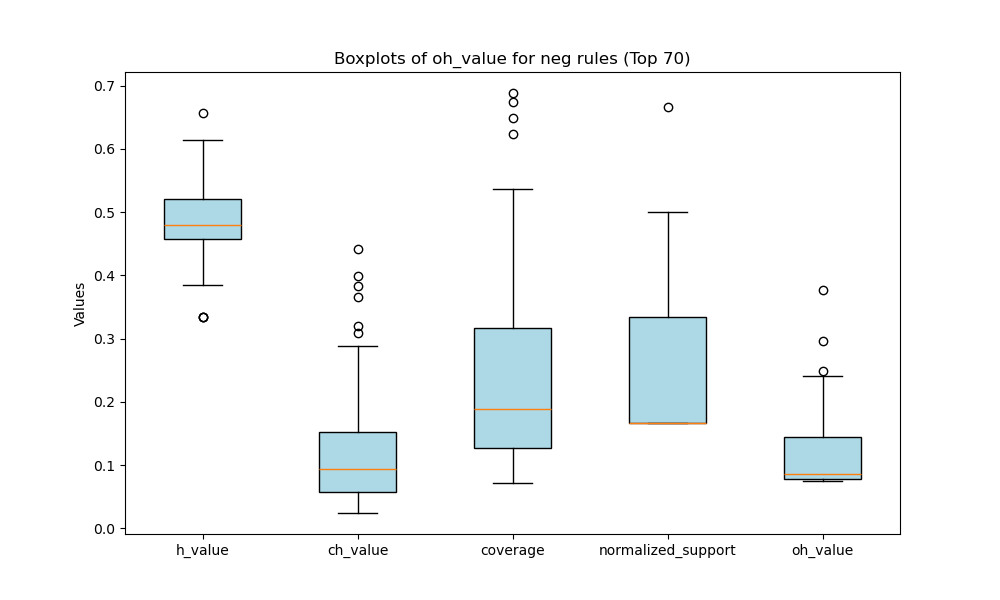 Boxplots of oh_value for neg rules (Top 70)
Values
0.7
0.6
0.5
0.4
0.3
0.2
0.1
0.0
h_value
ch_value
coverage
normalized_support
oh_value